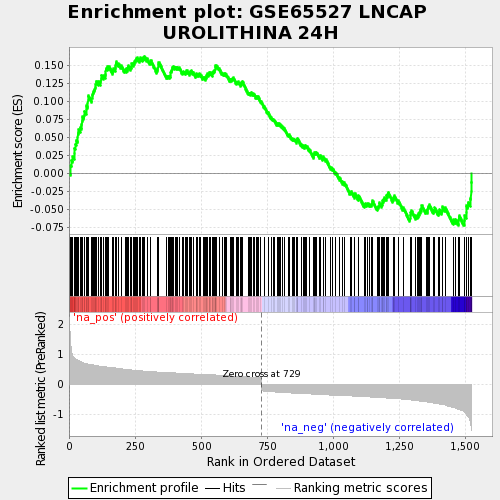 Enrichment plot: GSE65527 LNCAP
UROLITHINA 24H
Enrichment score (ES)
0.150
0.125
0.100
0.075
0.050
0.025
0.000
-0.025
-0.050
-0.075
'na_pos' (positively correlated)
Ranked list metric (PreRanked)
2
1
0
-1
Zero cross at 729
'na_neg' (negatively correlated)
0
250
500
750
1,000
1,250
1,500
Rank in Ordered Dataset
Enrichment profile
Hits
Ranking metric scores